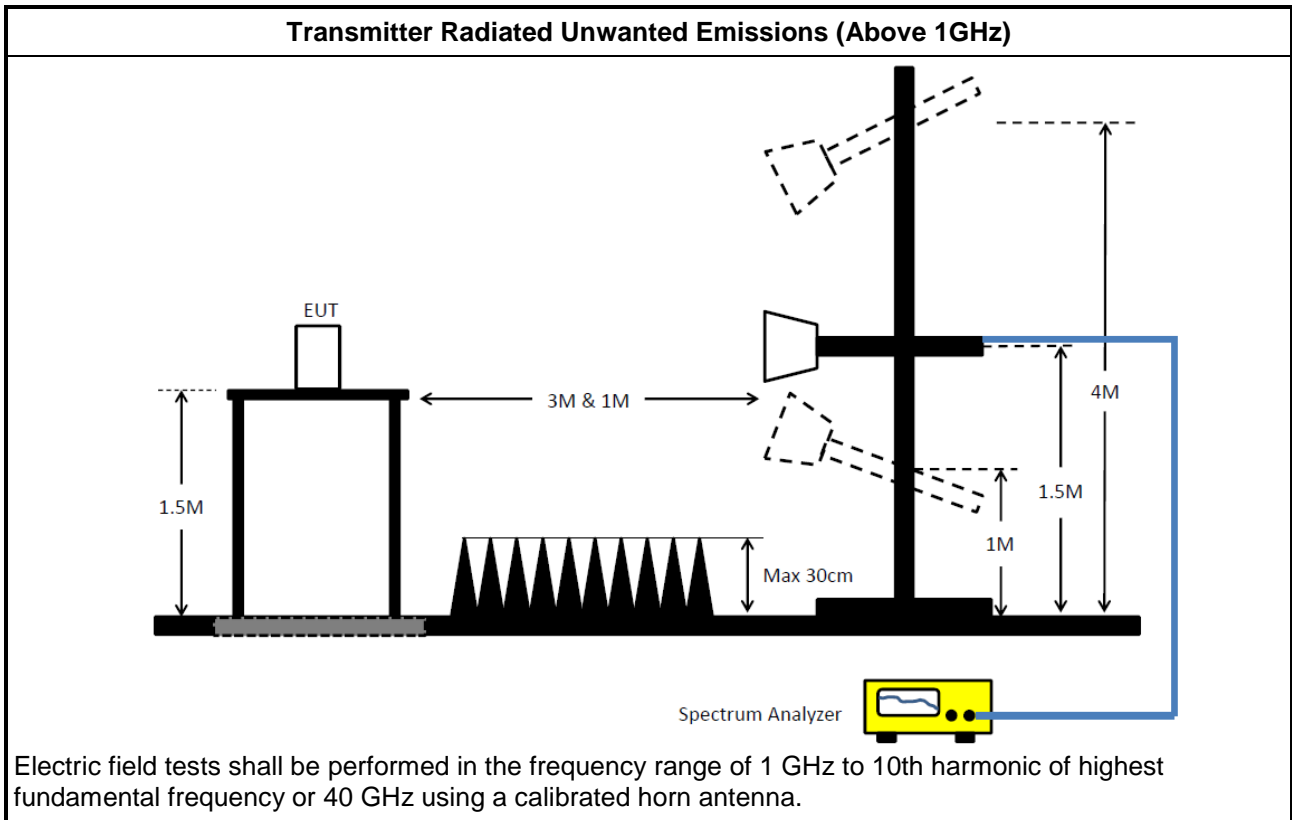 Transmitter Radiated Unwanted Emissions (Above 1GHz)
EUT
3M & 1M
4M
1.5M
1.5M
1M
Max 30cm
Spectrum Analyzer
Electric field tests shall be performed in the frequency range of 1 GHz to 10th harmonic of highest
fundamental frequency or 40 GHz using a calibrated horn antenna.